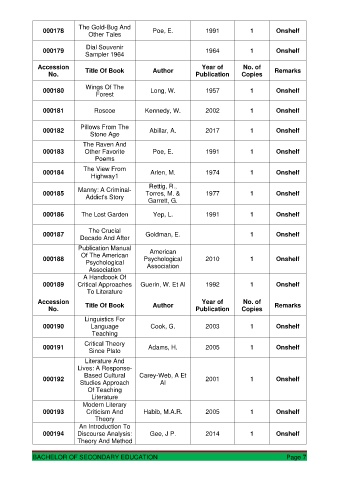 000178 The Gold-Bug And Other Tales Poe, E. 1991 1 Onshelf
000179 Dial Souvenir Sampler 1964 1964 1 Onshelf
Accession No. Title Of Book Author Year of Publication No. of Copies Remarks
000180 Wings Of The Forest Long, W. 1957 1 Onshelf
000181 Roscoe Kennedy, W. 2002 1 Onshelf
000182 Pillows From The Stone Age Abillar, A. 2017 1 Onshelf
000183 The Raven And Other Favorite Poems Poe, E. 1991 1 Onshelf
000184 The View From Highway1 Arlen, M. 1974 1 Onshelf
000185 Manny: A Criminal-Addict's Story Rettig, R., Torres, M. & Garrett, G. 1977 1 Onshelf
000186 The Lost Garden Yep, L. 1991 1 Onshelf
000187 The Crucial Decade And After Goldman, E. 1 Onshelf
000188 Publication Manual Of The American Psychological Association American Psychological Association 2010 1 Onshelf
000189 A Handbook Of Critical Approaches To Literature Guerin, W. Et Al 1992 1 Onshelf
Accession No. Title Of Book Author Year of Publication No. of Copies Remarks
000190 Linguistics For Language Teaching Cook, G. 2003 1 Onshelf
000191 Critical Theory Since Plato Adams, H. 2005 1 Onshelf
000192 Literature And Lives: A Response-Based Cultural Studies Approach Of Teaching Literature Carey-Web, A Et Al 2001 1 Onshelf
000193 Modern Literary Criticism And Theory Habib, M.A.R. 2005 1 Onshelf
000194 An Introduction To Discourse Analysis: Theory And Method Gee, J P. 2014 1 Onshelf
BACHELOR OF SECONDARY EDUCATION Page 7